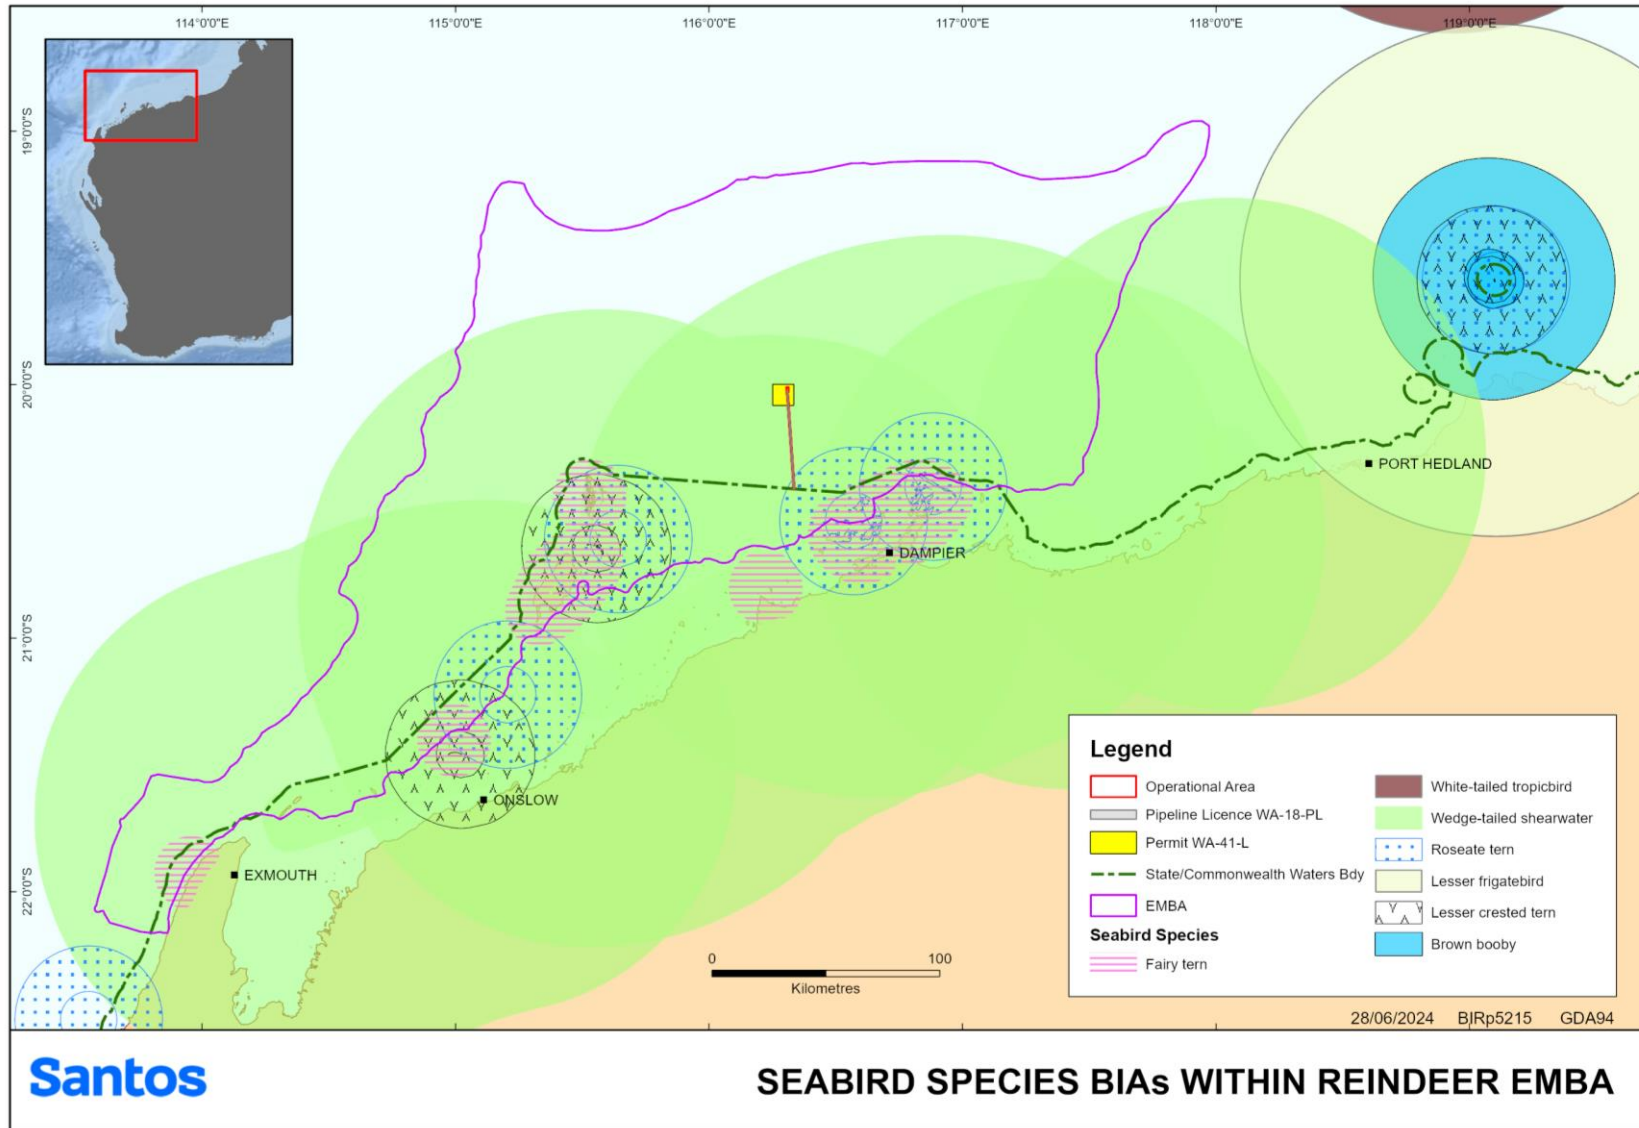 114°0'0"E 115°0'0"E 116°0'0"E 117°0'0"E 118°0'0"E 119°0'0"E
19°0'0"S
20°0'0"S
21°0'0"S
22°0'0"S
PORT HEDLAND
DAMPIER
ONSLOW
EXMOUTH
0 100
Kilometres
Legend
Operational Area
Pipeline Licence WA-18-PL
Permit WA-41-L
State/Commonwealth Waters Bdy
EMBA
Seabird Species
Fairy tern
White-tailed tropicbird
Wedge-tailed shearwater
Roseate tern
Lesser frigatebird
Lesser crested tern
Brown booby
28/06/2024 BIRp5215 GDA94
Santos
SEABIRD SPECIES BIAs WITHIN REINDEER EMBA